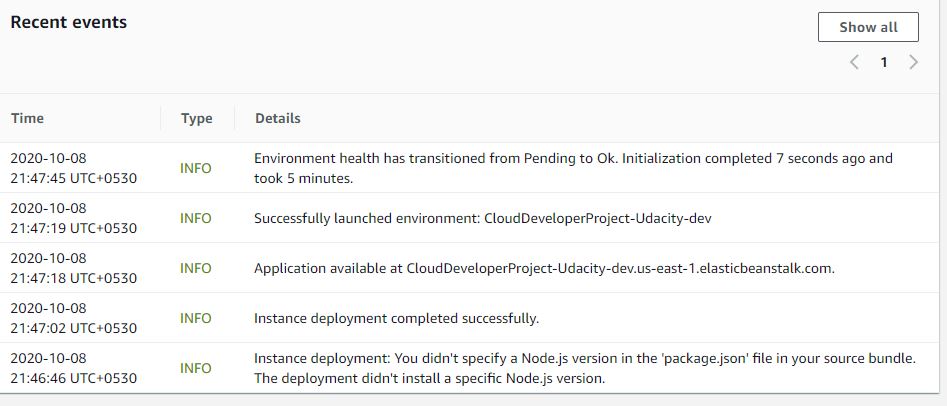 Recent events
Show all
1
Time Type Details
2020-10-08
21:47:45 UTC+0530
INFO
Environment health has transitioned from Pending to Ok. Initialization completed 7 seconds ago and
took 5 minutes.
2020-10-08
21:47:19 UTC+0530
INFO
Successfully launched environment: CloudDeveloperProject-Udacity-dev
2020-10-08
21:47:18 UTC+0530
INFO
Application available at CloudDeveloperProject-Udacity-dev.us-east-1.elasticbeanstalk.com.
2020-10-08
21:47:02 UTC+0530
INFO
Instance deployment completed successfully.
2020-10-08
21:46:46 UTC+0530
INFO
Instance deployment: You didn't specify a Node.js version in the 'package.json' file in your source bundle.
The deployment didn't install a specific Node.js version.